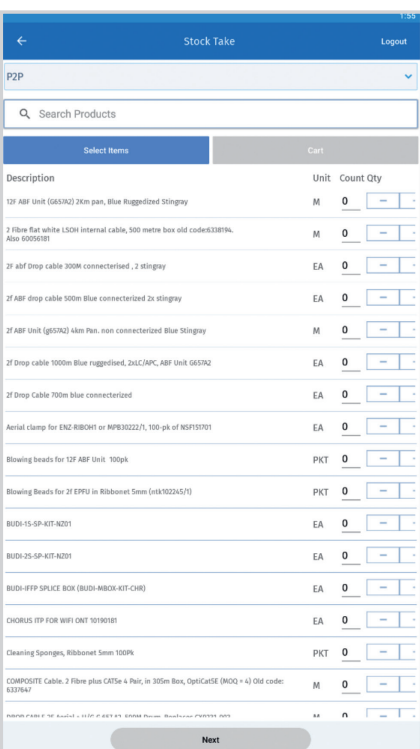 1:55
Stock Take
Logout
P2P
Search Products
Select Items
Cart
Description Unit Count Qty
12F ABF Unit (G657A2) 2Km pan, Blue Ruggedized Stingray M 0 -
2 Fibre flat white LSOH internal cable, 500 metre box old code:6338194.
Also 60056181 M 0 -
2F abf Drop cable 300M connecterised , 2 stingray EA 0 -
2f ABF drop cable 500m Blue connecterized 2x stingray EA 0 -
2f ABF Unit (g657A2) 4km Pan. non connecterized Blue Stingray M 0 -
2f Drop cable 1000m Blue ruggedised, 2xLC/APC, ABF Unit G657A2 EA 0 -
2f Drop Cable 700m blue connecterized EA 0 -
Aerial clamp for ENZ-RIBOH1 or MPB30222/1, 100-pk of NSF151701 EA 0 -
Blowing beads for 12F ABF Unit 100pk PKT 0 -
Blowing Beads for 2f EPFU in Ribbonet 5mm (ntk102245/1) PKT 0 -
BUDI-1S-SP-KIT-NZ01 EA 0 -
BUDI-2S-SP-KIT-NZ01 EA 0 -
BUDI-IFFP SPLICE BOX (BUDI-MBOX-KIT-CHR) EA 0 -
CHORUS ITP FOR WIFI ONT 10190181 EA 0 -
Cleaning Sponges, Ribbonet 5mm 100Pk PKT 0 -
COMPOSITE Cable. 2 Fibre plus CAT5e 4 Pair, in 305m Box, OptiCat5E (MOQ = 4) Old code:
6337647 M 0 -
Next